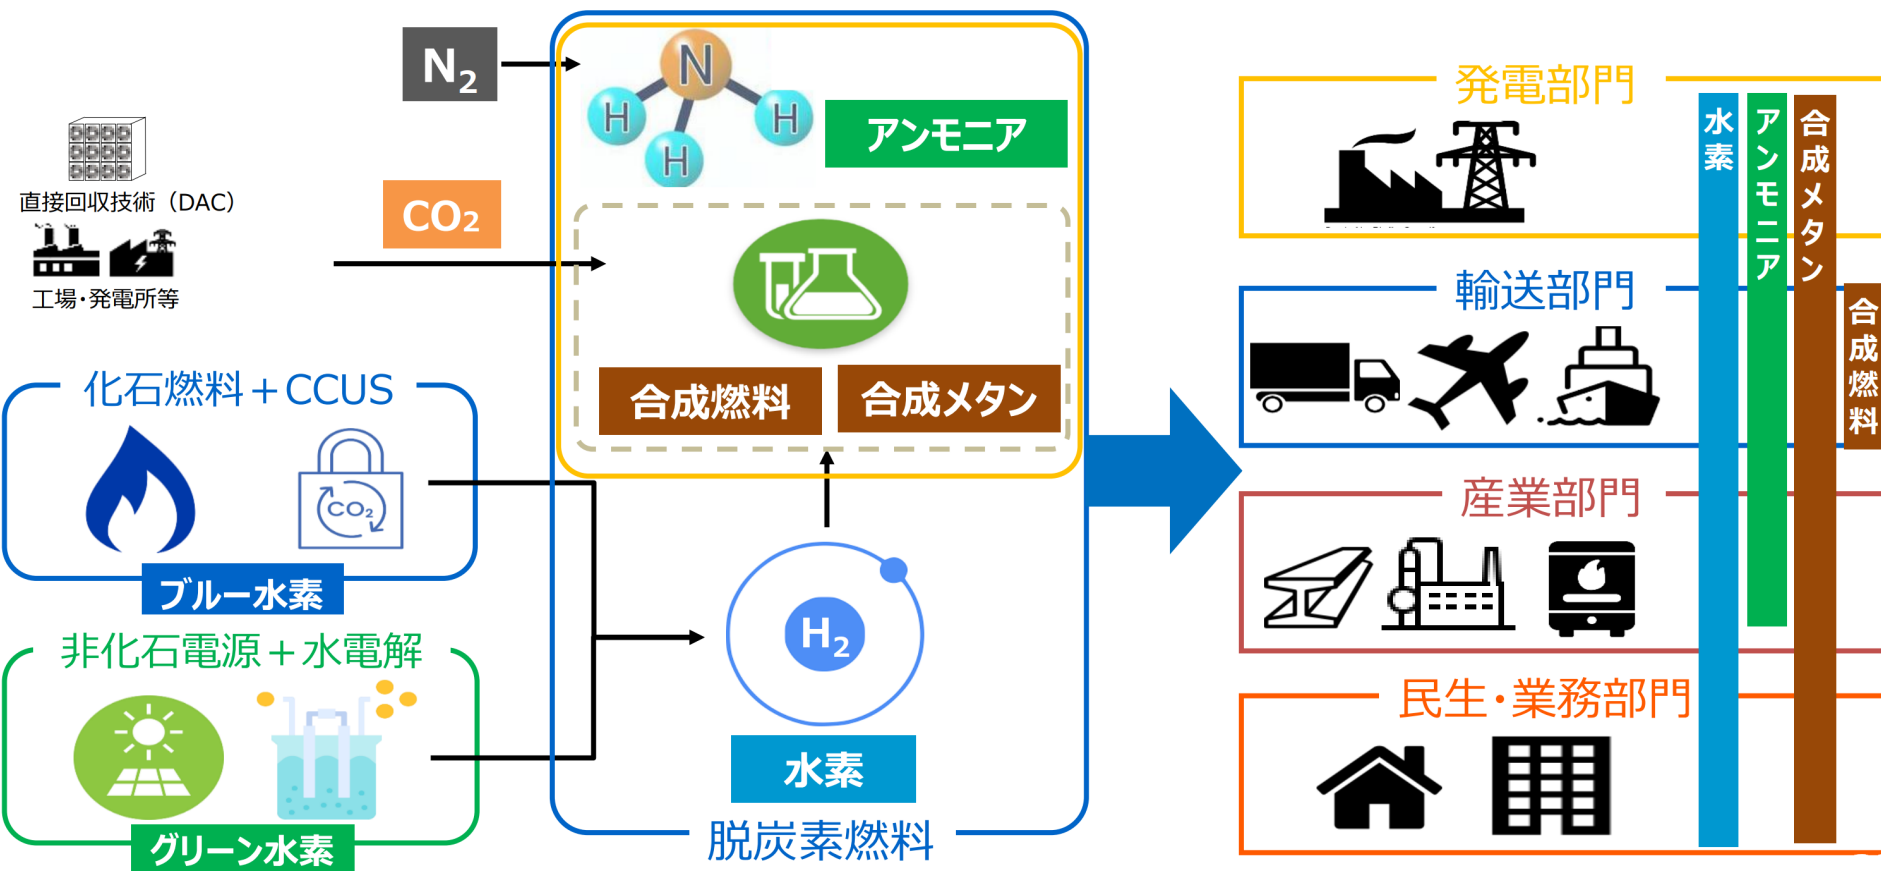 N2
N
H
H
H
アンモニア
直接回収技術（DAC）
工場・発電所等
CO2
合成燃料
合成メタン
化石燃料＋CCUS
CO2
ブルー水素
非化石電源＋水電解
グリーン水素
H2
水素
脱炭素燃料
発電部門
輸送部門
産業部門
民生・業務部門
水素
アンモニア
合成メタン
合成燃料